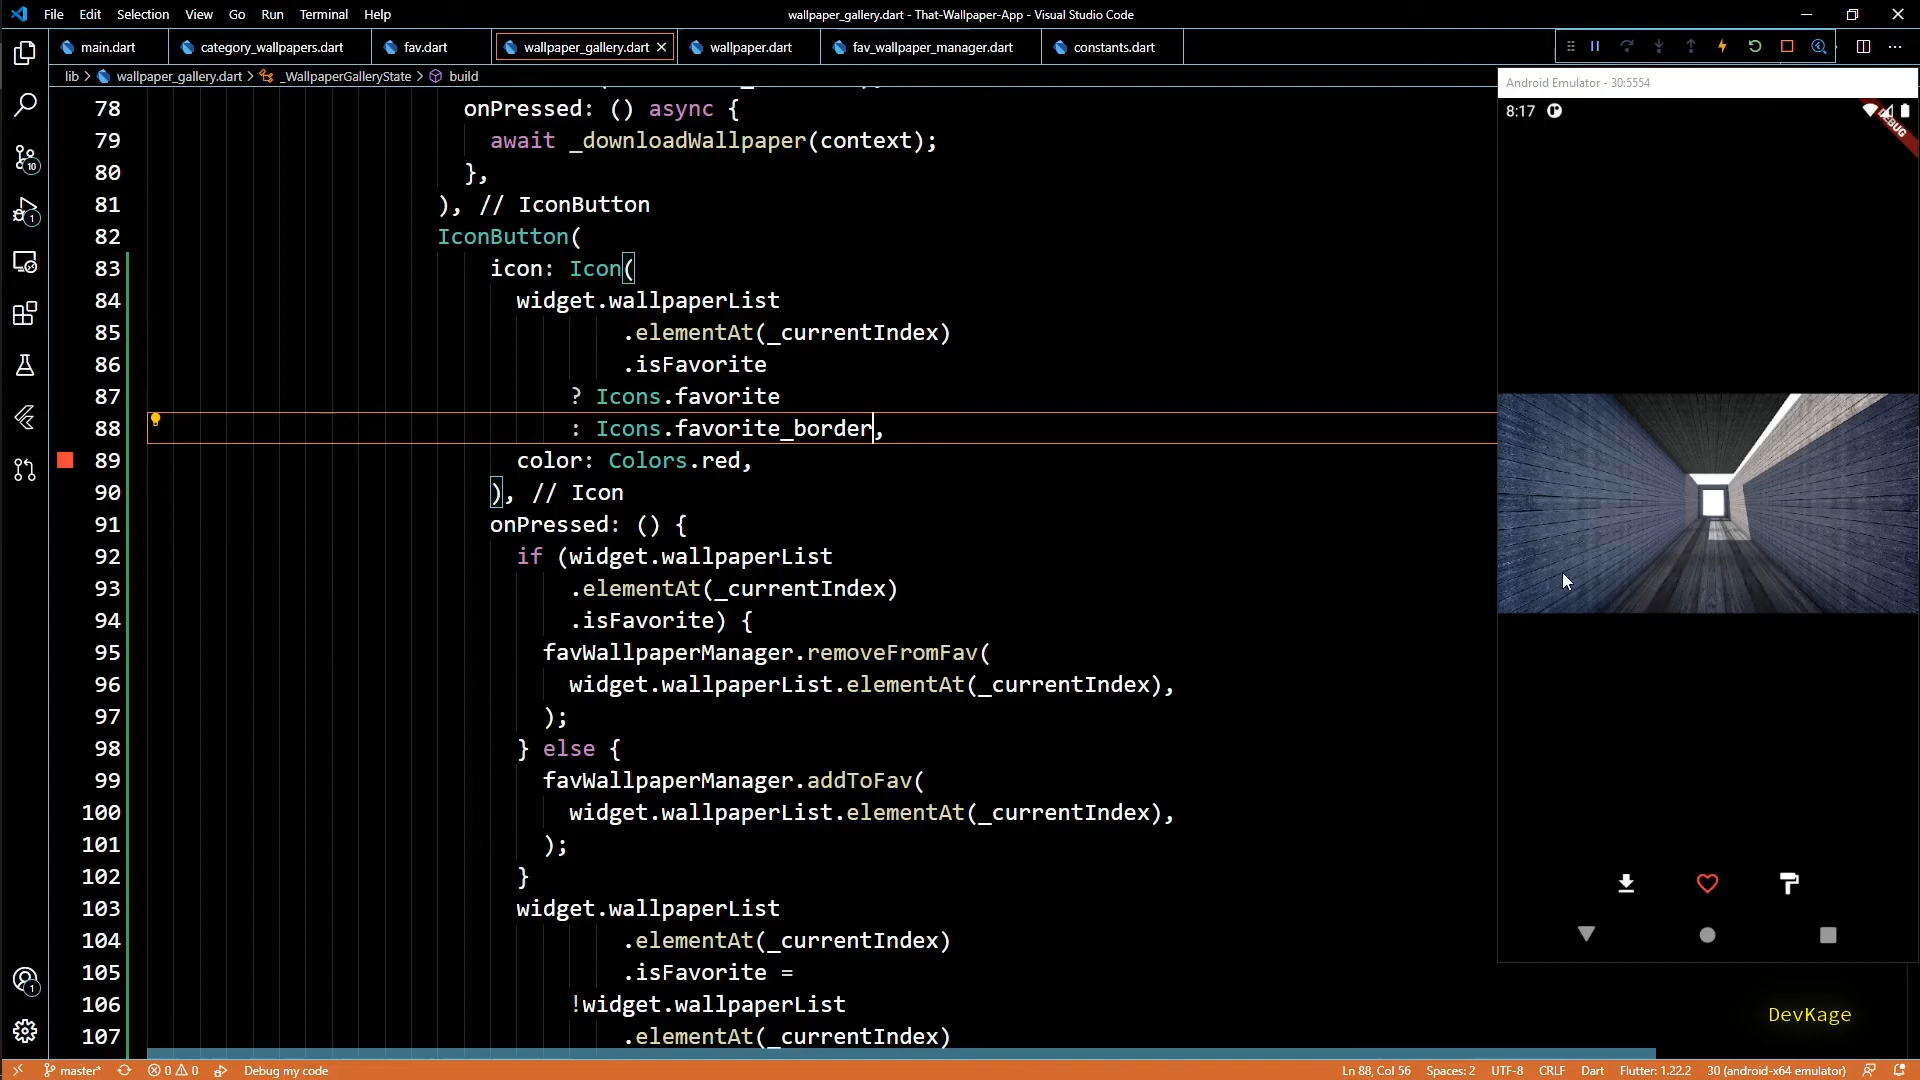 File Edit Selection View Go Run Terminal Help
wallpaper_gallery.dart - That-Wallpaper-App - Visual Studio Code
main.dart category_wallpapers.dart fav.dart wallpaper_gallery.dart wallpaper.dart fav_wallpaper_manager.dart constants.dart
lib > wallpaper_gallery.dart > _WallpaperGalleryState > build
78 onPressed: () async {
79 await _downloadWallpaper(context);
80 },
81 ), // IconButton
82 IconButton(
83 icon: Icon(
84 widget.wallpaperList
85 .elementAt(_currentIndex)
86 .isFavorite
87 ? Icons.favorite
88 : Icons.favorite_border,
89 color: Colors.red,
90 ), // Icon
91 onPressed: () {
92 if (widget.wallpaperList
93 .elementAt(_currentIndex)
94 .isFavorite) {
95 favWallpaperManager.removeFromFav(
96 widget.wallpaperList.elementAt(_currentIndex),
97 );
98 } else {
99 favWallpaperManager.addToFav(
100 widget.wallpaperList.elementAt(_currentIndex),
101 );
102 }
103 widget.wallpaperList
104 .elementAt(_currentIndex)
105 .isFavorite =
106 !widget.wallpaperList
107 .elementAt(_currentIndex)
10
1
1
Android Emulator - 30:5554
8:17
DEBUG
DevKage
master* 0 0 Debug my code
Ln 88, Col 56 Spaces: 2 UTF-8 CRLF Dart Flutter: 1.22.2 30 (android-x64 emulator)